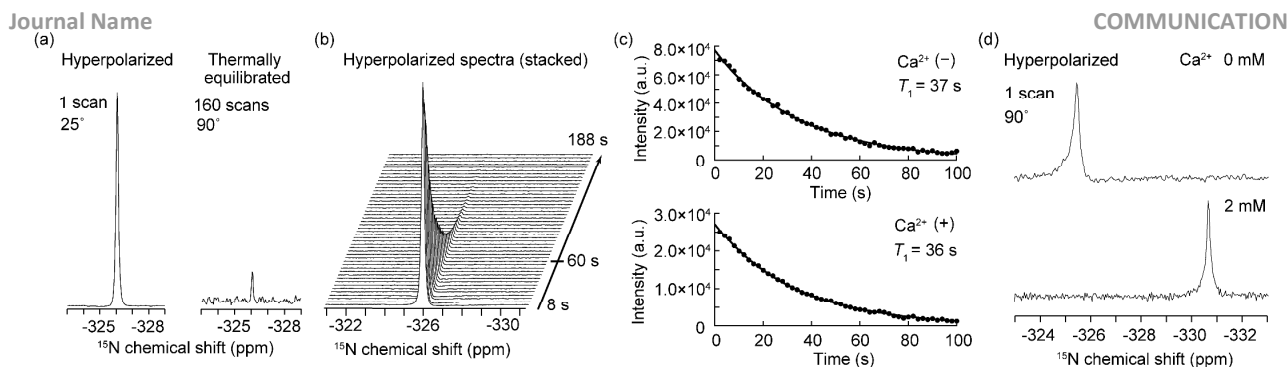 Journal Name
COMMUNICATION
(a)
Hyperpolarized
1 scan
25°
Thermally
equilibrated
160 scans
90°
-325 -328
-325 -328
¹⁵N chemical shift (ppm)
(b)
Hyperpolarized spectra (stacked)
188 s
60 s
8 s
-322 -326 -330
¹⁵N chemical shift (ppm)
(c)
Intensity (a.u.)
8.0×10⁴
6.0×10⁴
4.0×10⁴
2.0×10⁴
0
Ca²⁺ (−)
T₁ = 37 s
0 20 40 60 80 100
Time (s)
Intensity (a.u.)
3.0×10⁴
2.0×10⁴
1.0×10⁴
0
Ca²⁺ (+)
T₁ = 36 s
0 20 40 60 80 100
Time (s)
(d)
Hyperpolarized Ca²⁺ 0 mM
1 scan
90°
2 mM
-324 -326 -328 -330 -332
¹⁵N chemical shift (ppm)